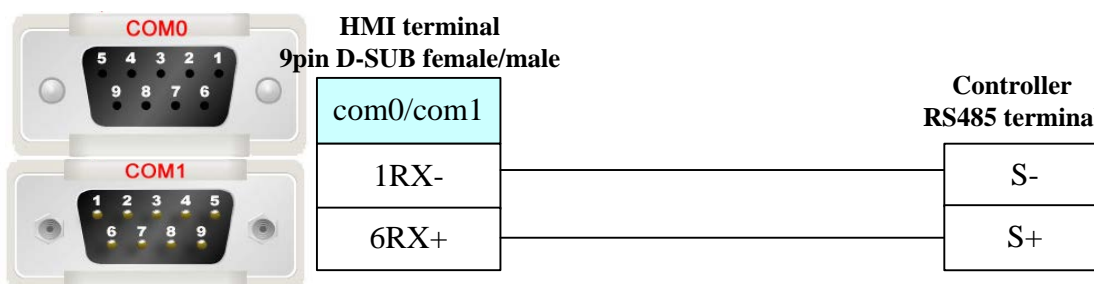 COM0
5 4 3 2 1
9 8 7 6
COM1
1 2 3 4 5
6 7 8 9
HMI terminal
9pin D-SUB female/male
com0/com1
1RX-
6RX+
Controller
RS485 termina
S-
S+